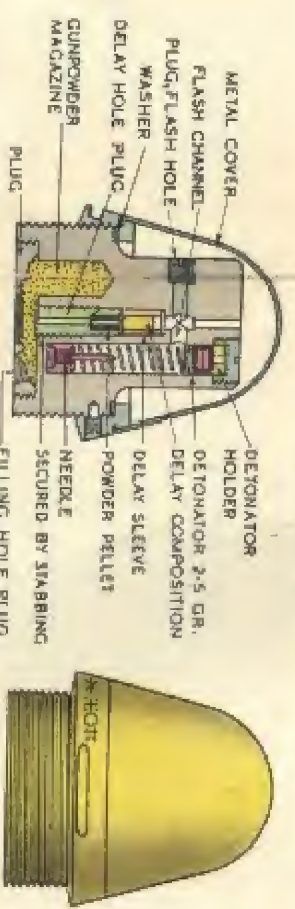 METAL COVER
FLASH CHANNEL
PLUG, FLASH HOLE
WASHER
DELAY HOLE PLUG
GUNPOWDER
MAGAZINE
PLUG
DETONATOR
HOLDER
DETONATOR 2·5 GR.
DELAY COMPOSITION
DELAY SLEEVE
POWDER PELLET
NEEDLE
SECURED BY STABBING
FILLING HOLE PLUG